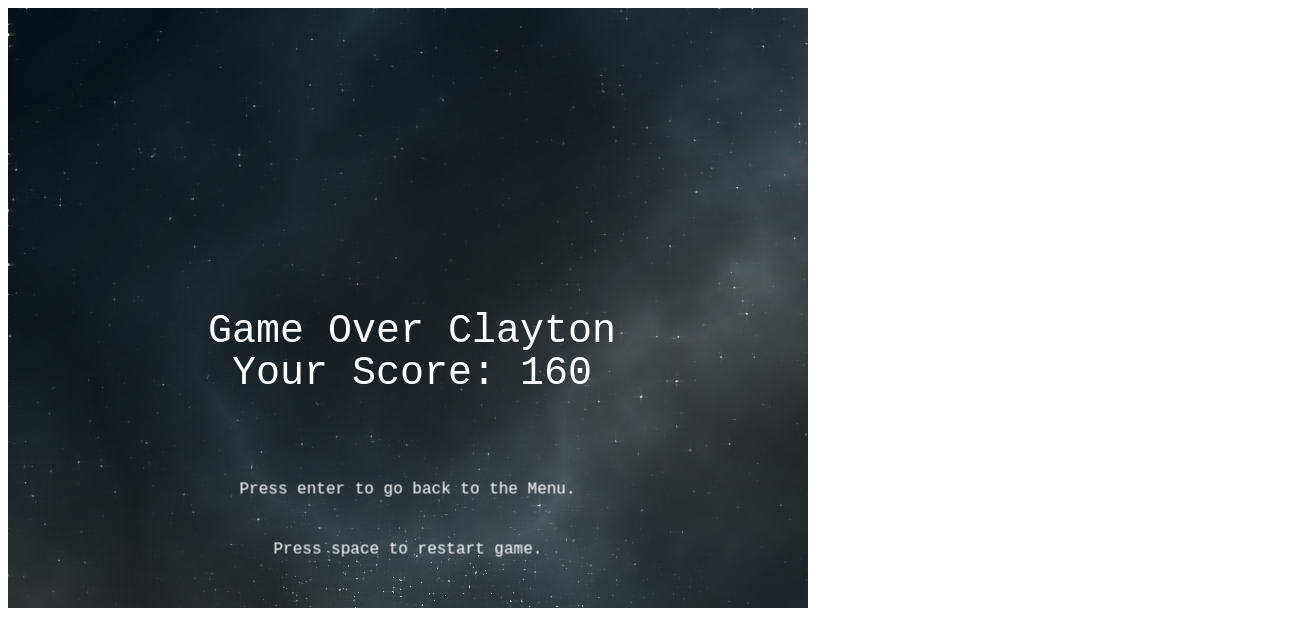 Game Over Clayton
Your Score: 160
Press enter to go back to the Menu.
Press space to restart game.